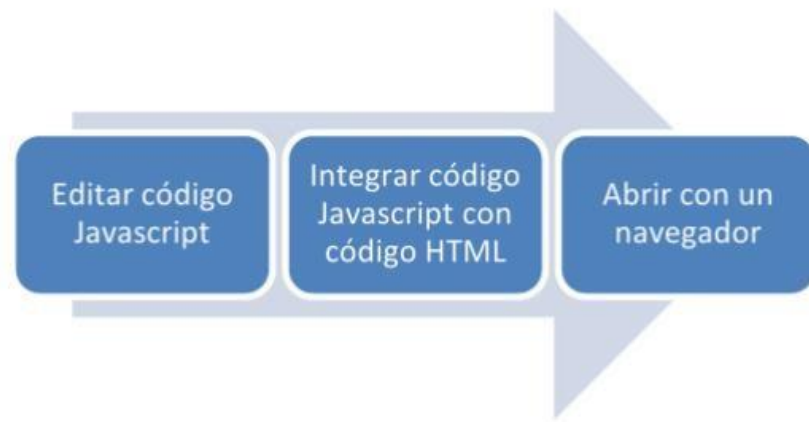 Editar código
Javascript
Integrar código
Javascript con
código HTML
Abrir con un
navegador